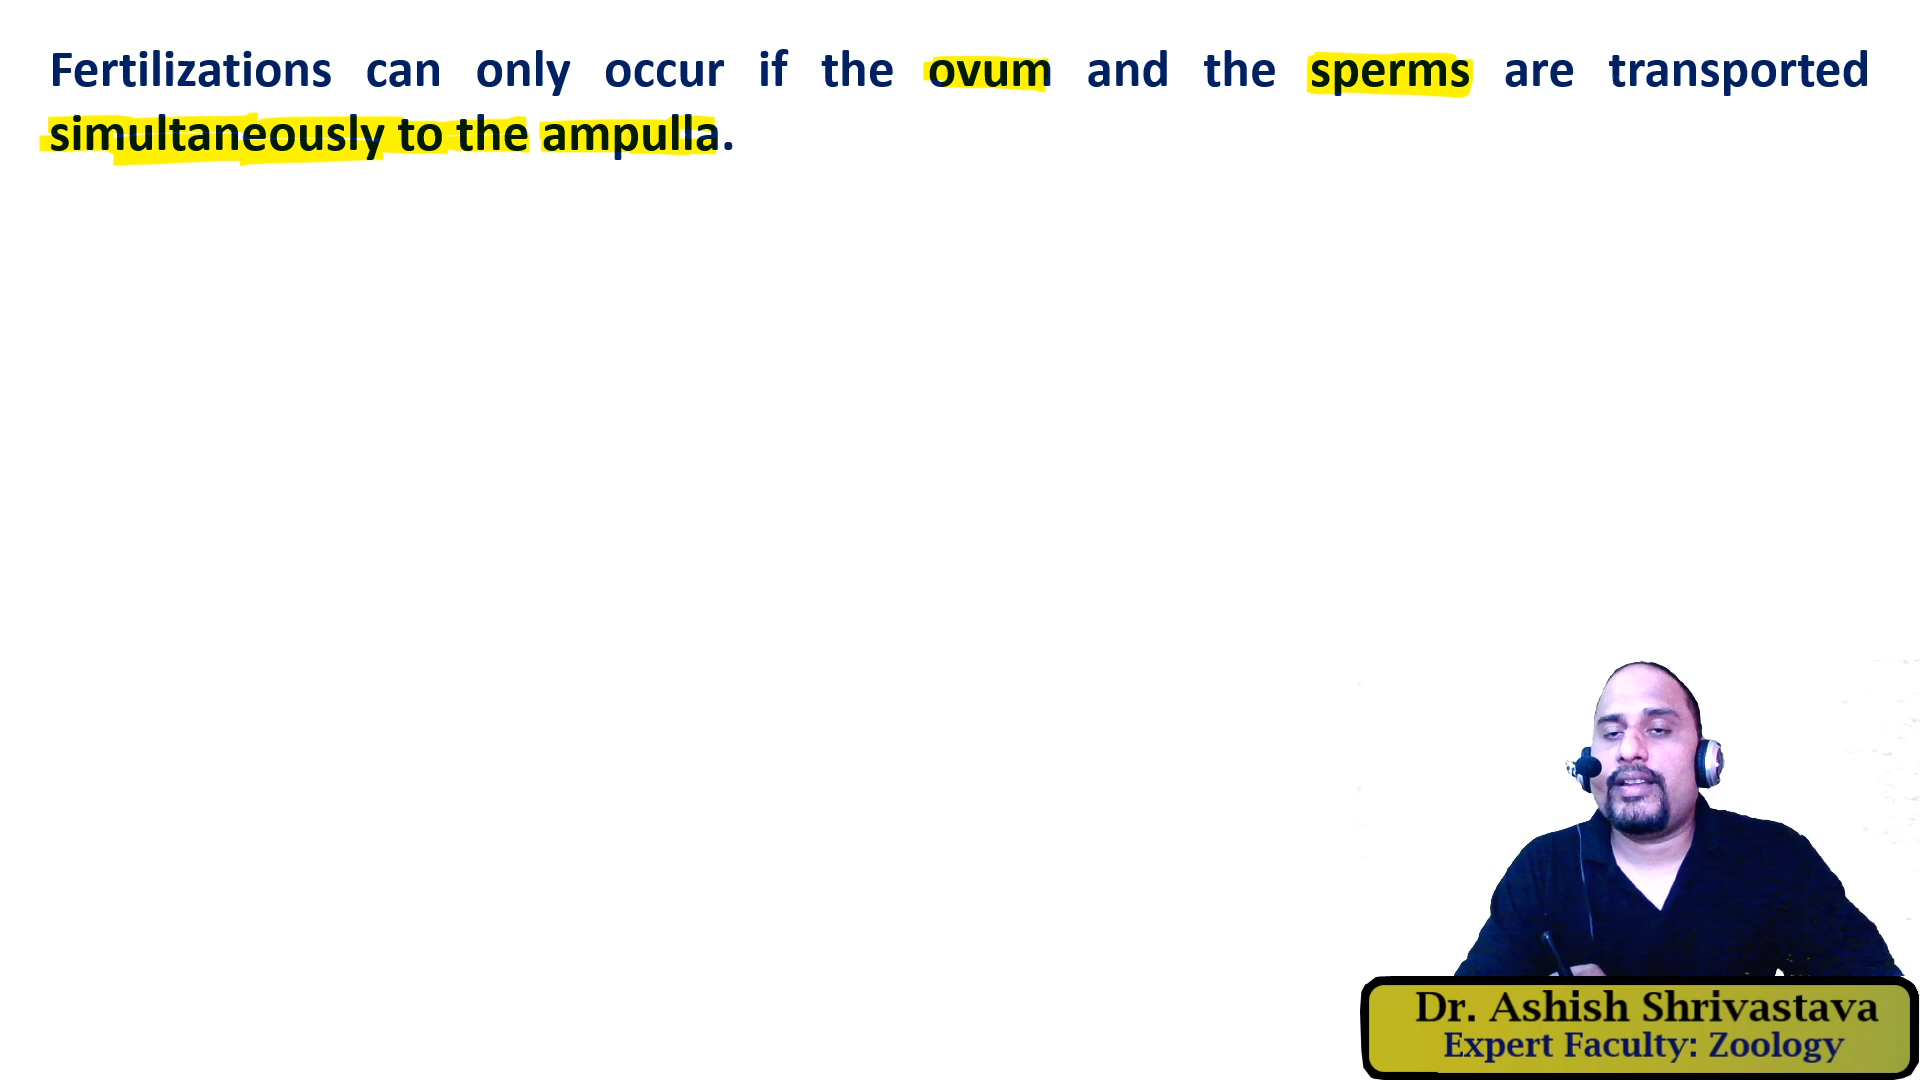 Fertilizations can only occur if the ovum and the sperms are transported
simultaneously to the ampulla.
Dr. Ashish Shrivastava
Expert Faculty: Zoology